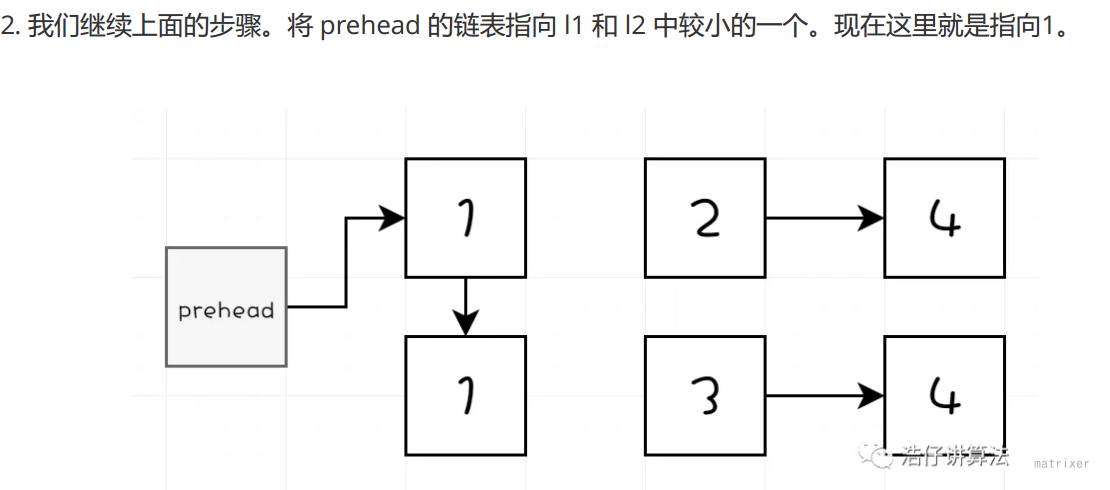 2. 我们继续上面的步骤。将 prehead 的链表指向 l1 和 l2 中较小的一个。现在这里就是指向1。
1
2
4
prehead
1
3
4
浩仔讲算法
matrixer